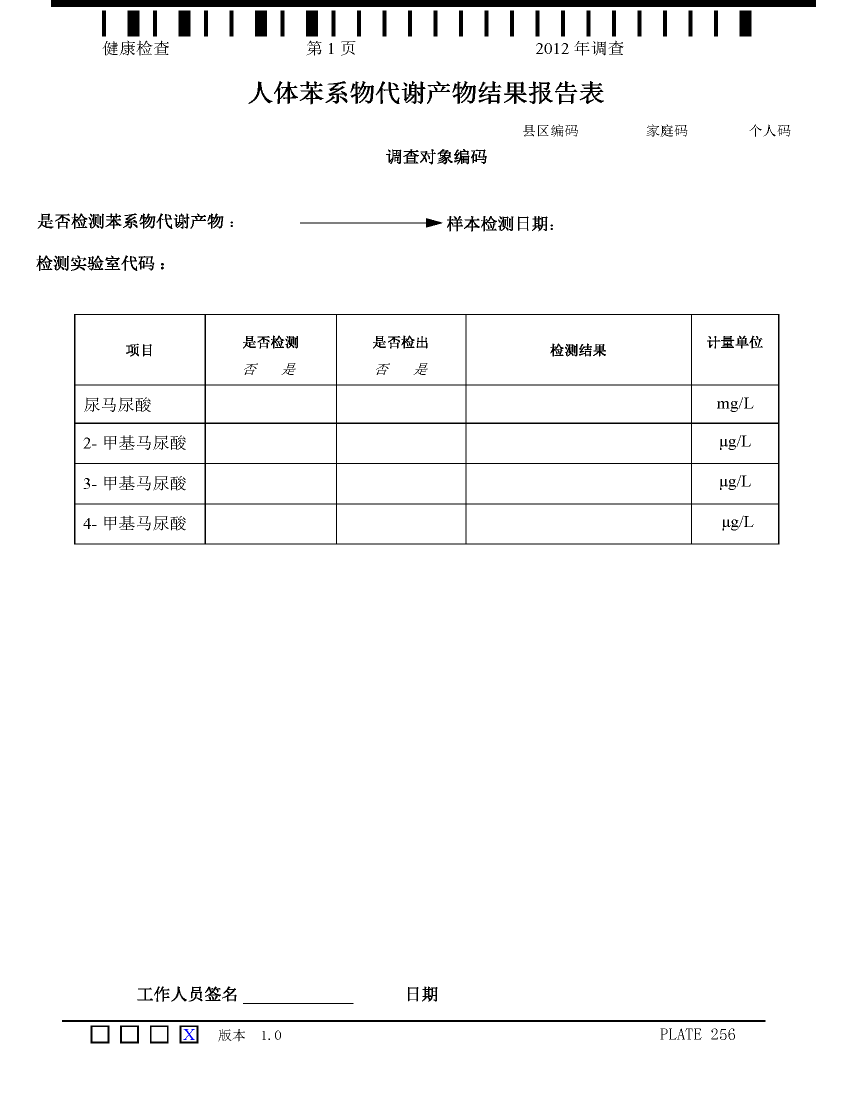 健康检查 第 1 页 2012 年调查
人体苯系物代谢产物结果报告表
县区编码 家庭码 个人码
调查对象编码
是否检测苯系物代谢产物： 样本检测日期：
检测实验室代码：
项目 是否检测 是否检出 检测结果 计量单位
否 是 否 是
尿马尿酸 mg/L
2- 甲基马尿酸 μg/L
3- 甲基马尿酸 μg/L
4- 甲基马尿酸 μg/L
工作人员签名 日期
X 版本 1.0 PLATE 256